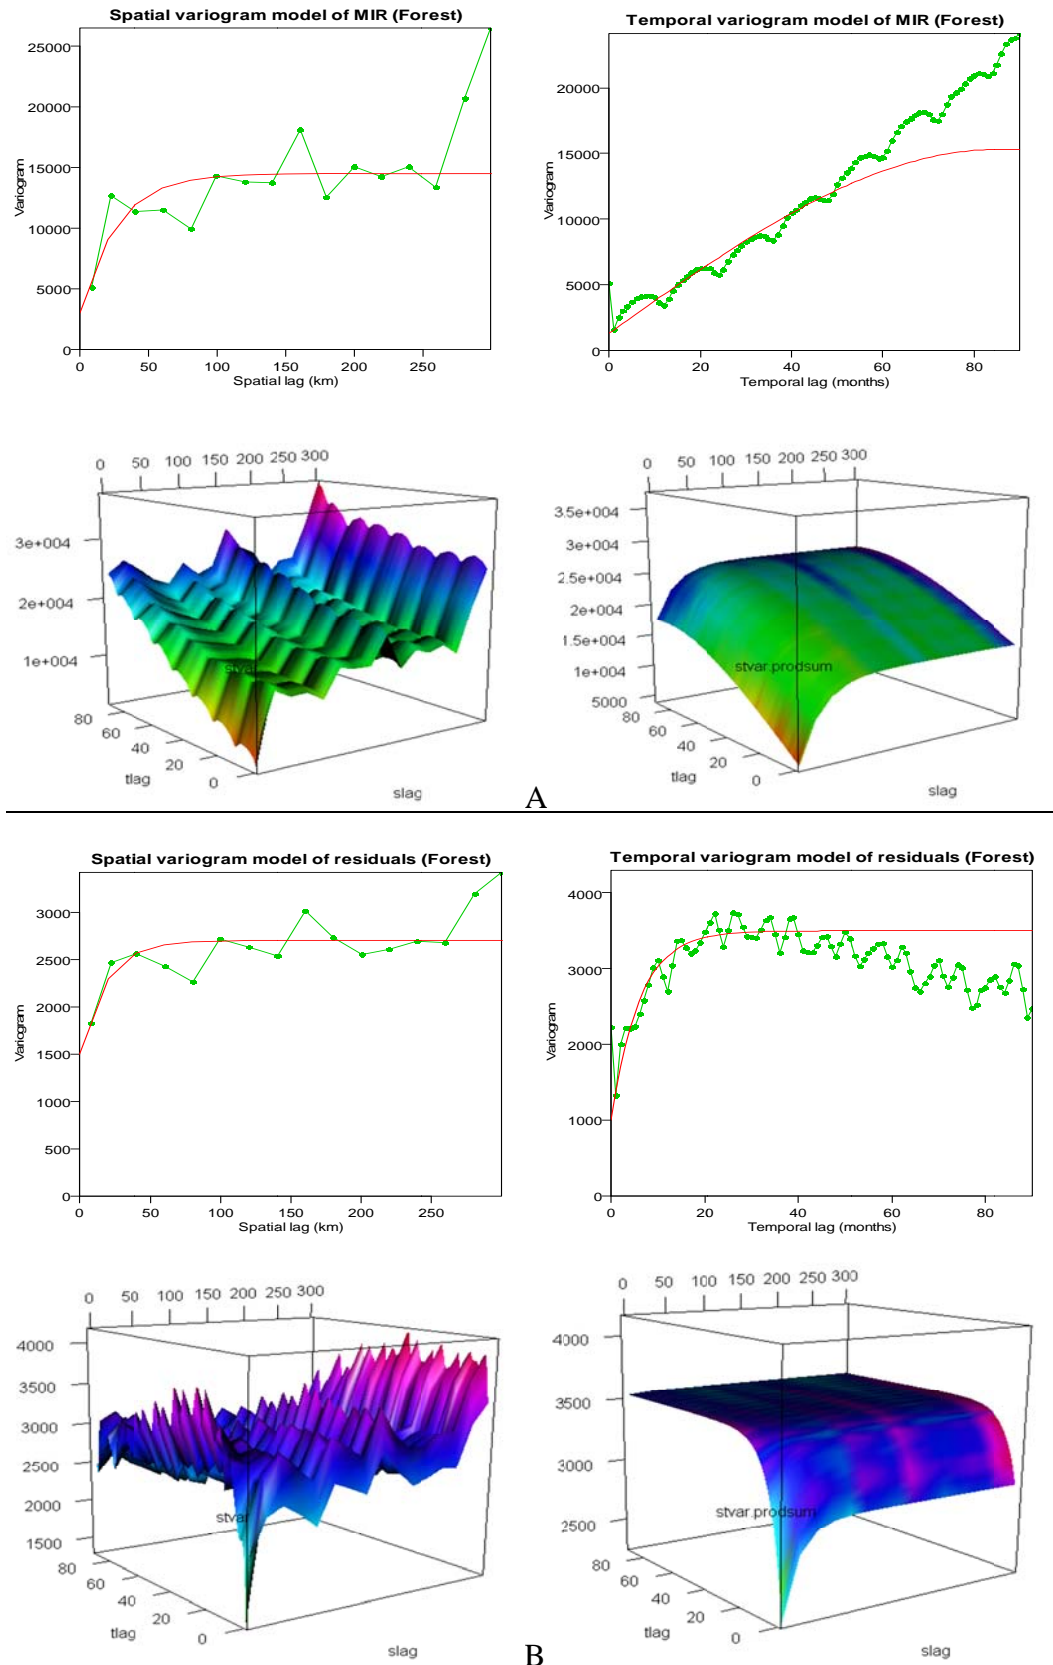 Spatial variogram model of MIR (Forest)
25000
20000
15000
10000
5000
0
Variogram
0 50 100 150 200 250
Spatial lag (km)
Temporal variogram model of MIR (Forest)
20000
15000
10000
5000
0
Variogram
0 20 40 60 80
Temporal lag (months)
0 50 100 150 200 250 300
3e+004
2e+004
1e+004
stvar
80
60
40
20
0
tlag
slag
0 50 100 150 200 250 300
3.5e+004
3e+004
2.5e+004
2e+004
1.5e+004
1e+004
5000
stvar.prodsum
80
60
40
20
0
tlag
slag
A
Spatial variogram model of residuals (Forest)
3000
2500
2000
1500
1000
500
0
Variogram
0 50 100 150 200 250
Spatial lag (km)
Temporal variogram model of residuals (Forest)
4000
3000
2000
1000
0
Variogram
0 20 40 60 80
Temporal lag (months)
0 50 100 150 200 250 300
4000
3500
3000
2500
2000
1500
stvar
80
60
40
20
0
tlag
slag
0 50 100 150 200 250 300
4000
3500
3000
2500
stvar.prodsum
80
60
40
20
0
tlag
slag
B